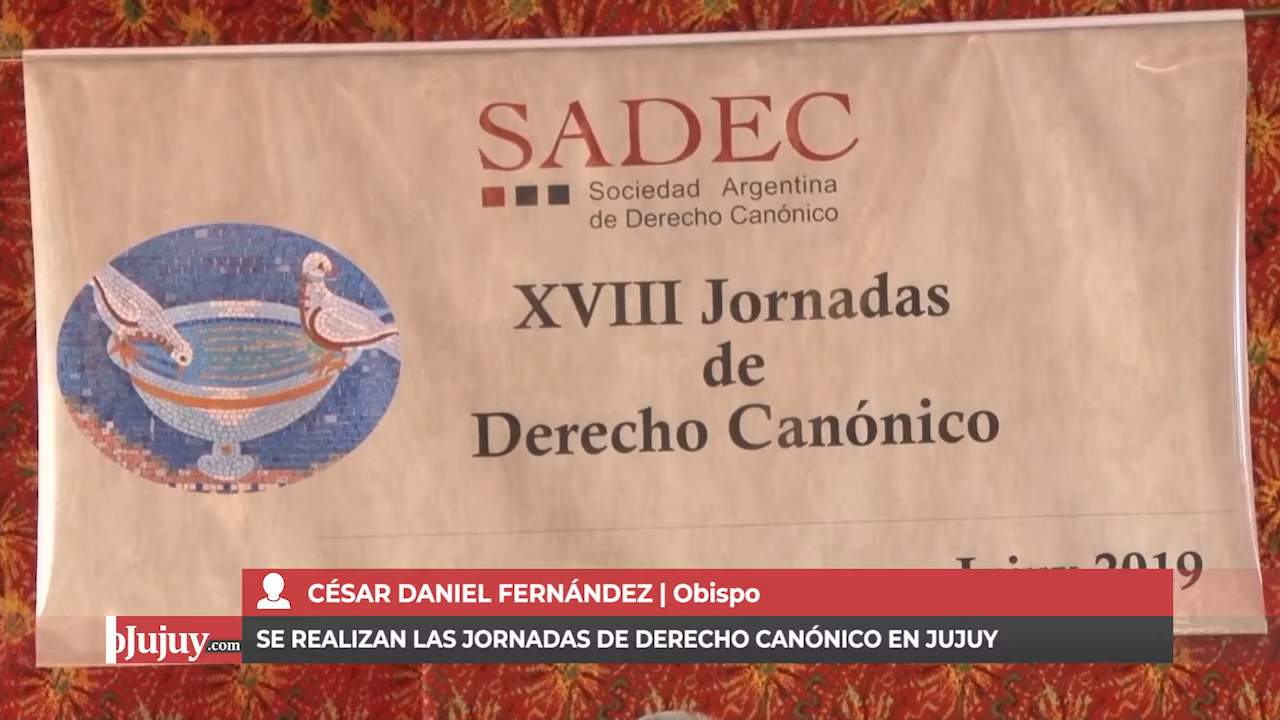 SADEC
Sociedad Argentina
de Derecho Canónico
XVIII Jornadas
de
Derecho Canónico
Jujuy 2019
CÉSAR DANIEL FERNÁNDEZ | Obispo
Jujuy.com
SE REALIZAN LAS JORNADAS DE DERECHO CANÓNICO EN JUJUY